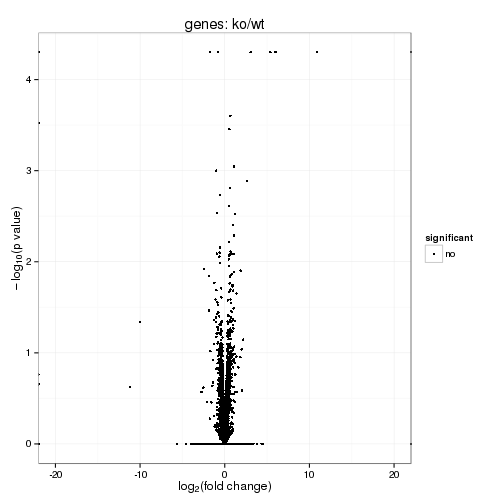 genes: ko/wt
4
3
2
1
0
−log10(p value)
-20
-10
0
10
20
log2(fold change)
significant
no